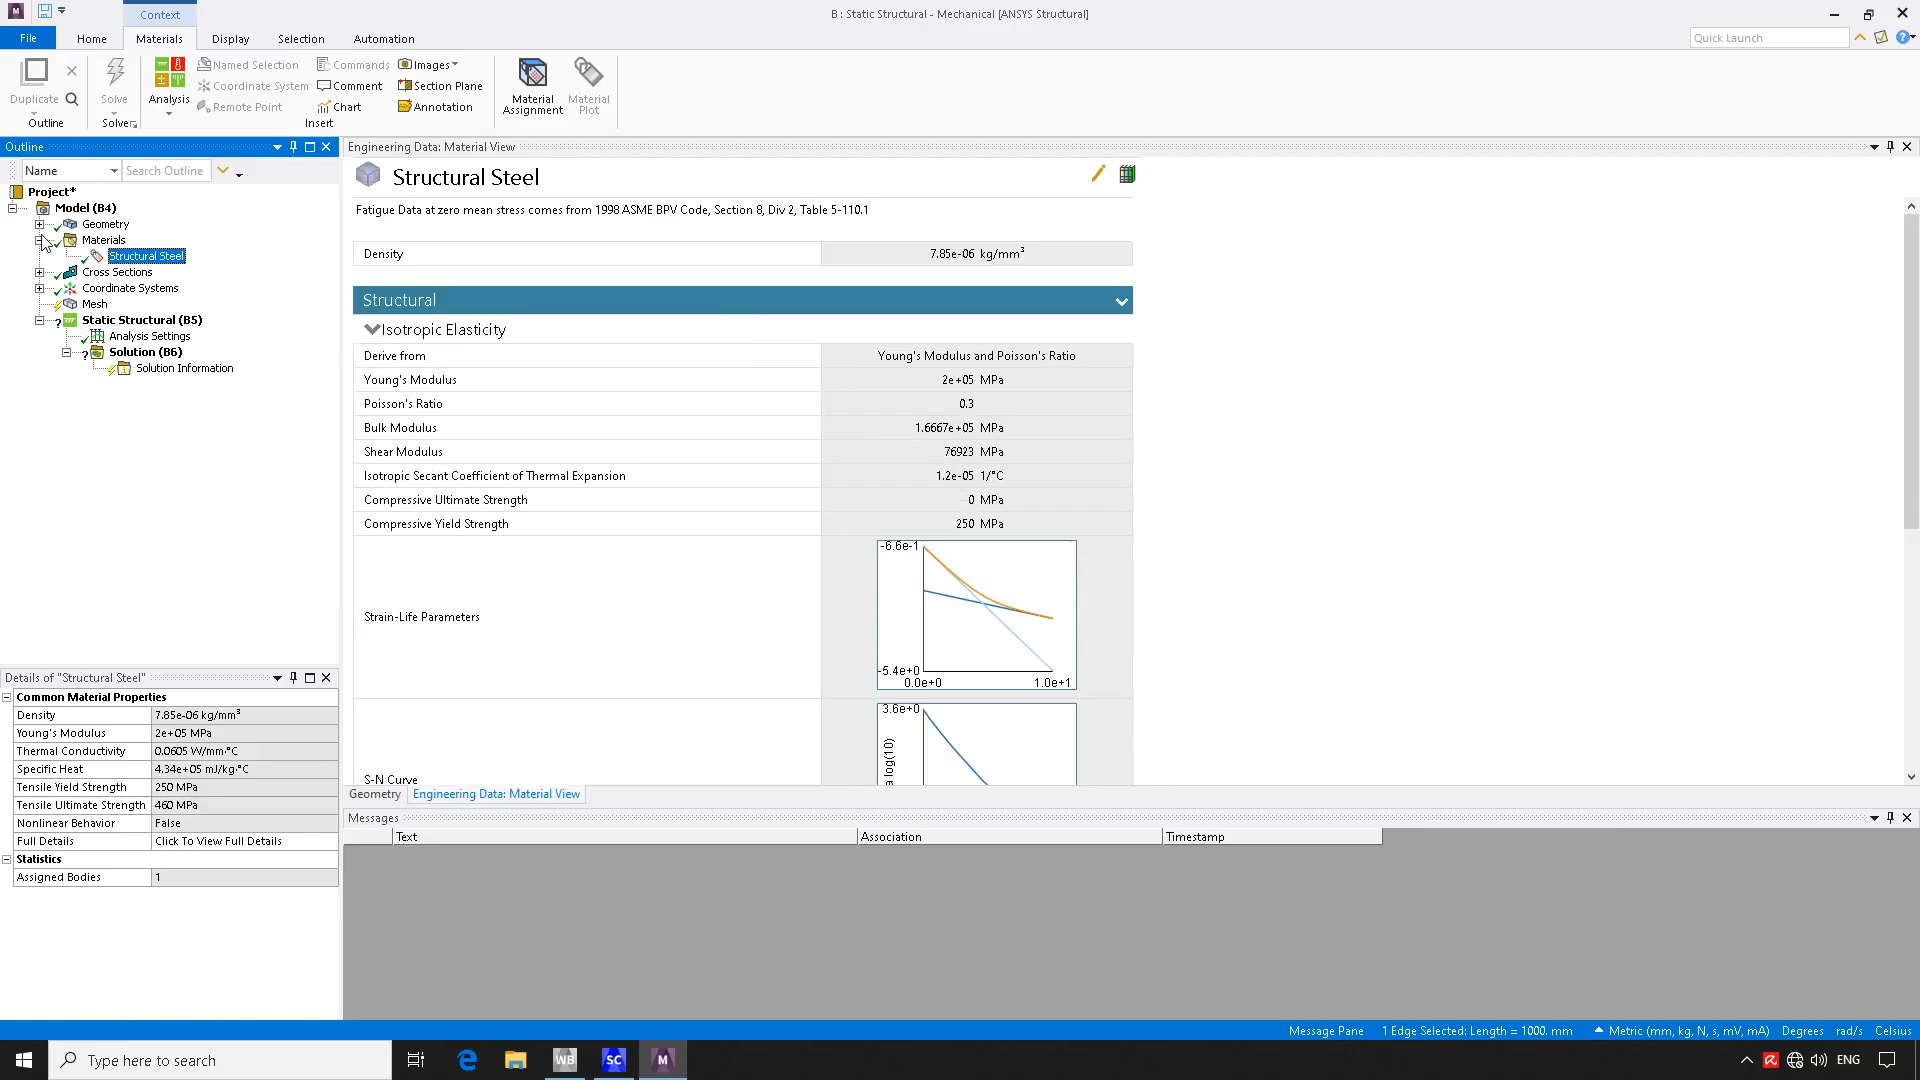 Context
B : Static Structural - Mechanical [ANSYS Structural]
File
Home
Materials
Display
Selection
Automation
Quick Launch
Duplicate
Outline
Solve
Solver
Analysis
Named Selection
Coordinate System
Remote Point
Commands
Comment
Chart
Images
Section Plane
Annotation
Insert
Material
Assignment
Material
Plot
Outline
Name
Search Outline
Project*
Model (B4)
Geometry
Materials
Structural Steel
Cross Sections
Coordinate Systems
Mesh
Static Structural (B5)
Analysis Settings
Solution (B6)
Solution Information
Details of "Structural Steel"
Common Material Properties
Density 7.85e-06 kg/mm³
Young's Modulus 2e+05 MPa
Thermal Conductivity 0.0605 W/mm·°C
Specific Heat 4.34e+05 mJ/kg·°C
Tensile Yield Strength 250 MPa
Tensile Ultimate Strength 460 MPa
Nonlinear Behavior False
Full Details Click To View Full Details
Statistics
Assigned Bodies 1
Engineering Data: Material View
Structural Steel
Fatigue Data at zero mean stress comes from 1998 ASME BPV Code, Section 8, Div 2, Table 5-110.1
Density 7.85e-06 kg/mm³
Structural
Isotropic Elasticity
Derive from Young's Modulus and Poisson's Ratio
Young's Modulus 2e+05 MPa
Poisson's Ratio 0.3
Bulk Modulus 1.6667e+05 MPa
Shear Modulus 76923 MPa
Isotropic Secant Coefficient of Thermal Expansion 1.2e-05 1/°C
Compressive Ultimate Strength 0 MPa
Compressive Yield Strength 250 MPa
Strain-Life Parameters
-6.6e-1
-5.4e+0
0.0e+0 1.0e+1
S-N Curve
3.6e+0
a log(10)
Geometry
Engineering Data: Material View
Messages
Text Association Timestamp
Message Pane 1 Edge Selected: Length = 1000. mm Metric (mm, kg, N, s, mV, mA) Degrees rad/s Celsius
Type here to search
WB
SC
M
ENG